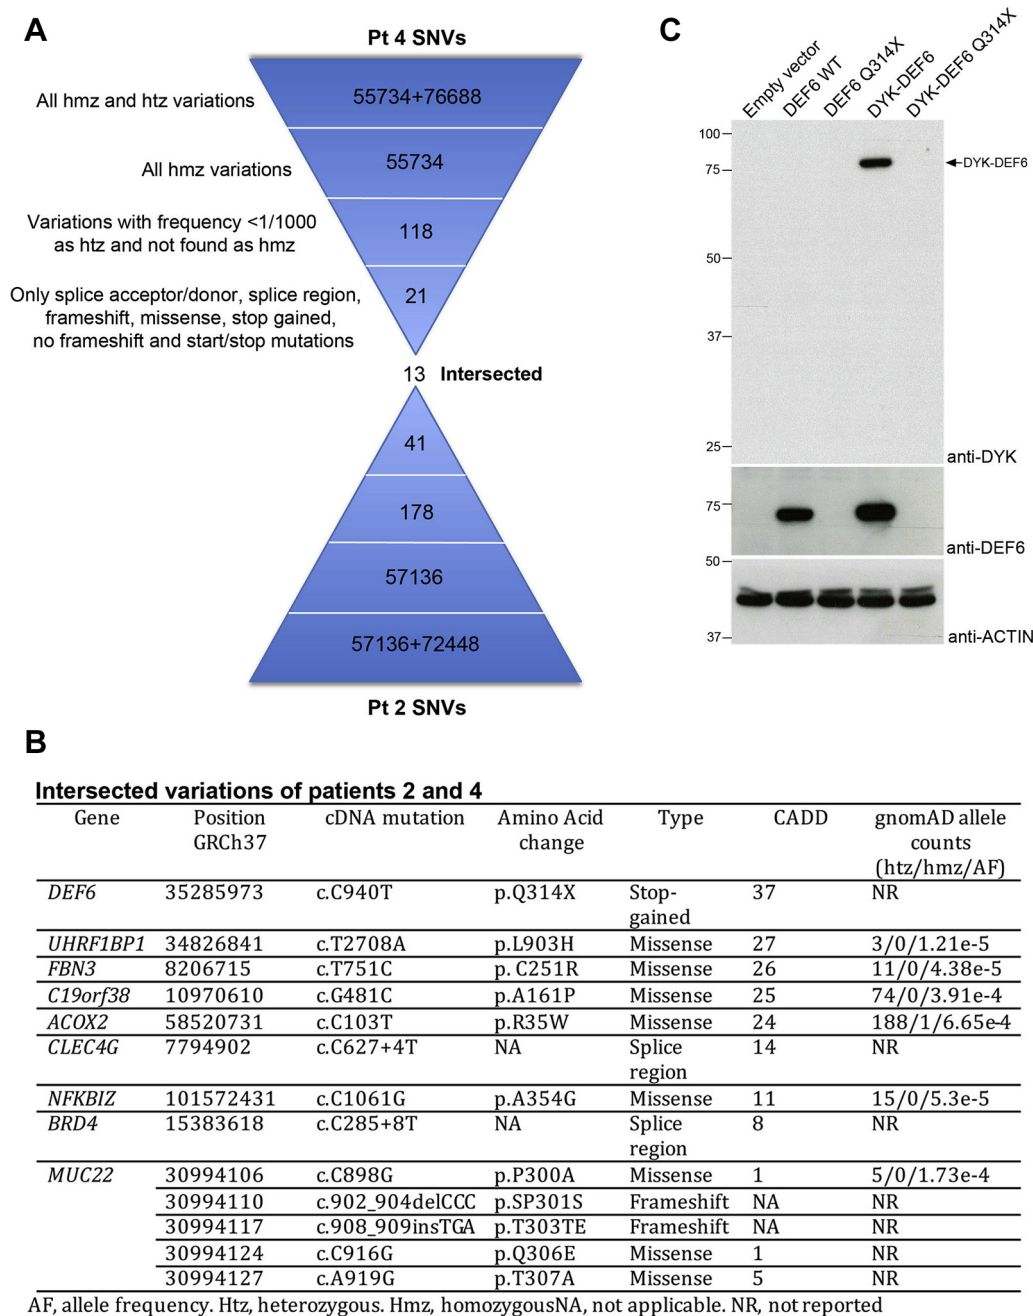 A
Pt 4 SNVs
All hmz and htz variations
55734+76688
All hmz variations
55734
Variations with frequency <1/1000
as htz and not found as hmz
118
Only splice acceptor/donor, splice region,
frameshift, missense, stop gained,
no frameshift and start/stop mutations
21
13 Intersected
41
178
57136
57136+72448
Pt 2 SNVs
C
Empty vector
DEF6 WT
DEF6 Q314X
DYK-DEF6
DYK-DEF6 Q314X
100
75
DYK-DEF6
50
37
25
anti-DYK
75
anti-DEF6
50
37
anti-ACTIN
B
Intersected variations of patients 2 and 4
Gene Position cDNA mutation Amino Acid Type CADD gnomAD allele
GRCh37 change counts
(htz/hmz/AF)
DEF6 35285973 c.C940T p.Q314X Stop- 37 NR
gained
UHRF1BP1 34826841 c.T2708A p.L903H Missense 27 3/0/1.21e-5
FBN3 8206715 c.T751C p. C251R Missense 26 11/0/4.38e-5
C19orf38 10970610 c.G481C p.A161P Missense 25 74/0/3.91e-4
ACOX2 58520731 c.C103T p.R35W Missense 24 188/1/6.65e-4
CLEC4G 7794902 c.C627+4T NA Splice 14 NR
region
NFKBIZ 101572431 c.C1061G p.A354G Missense 11 15/0/5.3e-5
BRD4 15383618 c.C285+8T NA Splice 8 NR
region
MUC22 30994106 c.C898G p.P300A Missense 1 5/0/1.73e-4
30994110 c.902_904delCCC p.SP301S Frameshift NA NR
30994117 c.908_909insTGA p.T303TE Frameshift NA NR
30994124 c.C916G p.Q306E Missense 1 NR
30994127 c.A919G p.T307A Missense 5 NR
AF, allele frequency. Htz, heterozygous. Hmz, homozygousNA, not applicable. NR, not reported